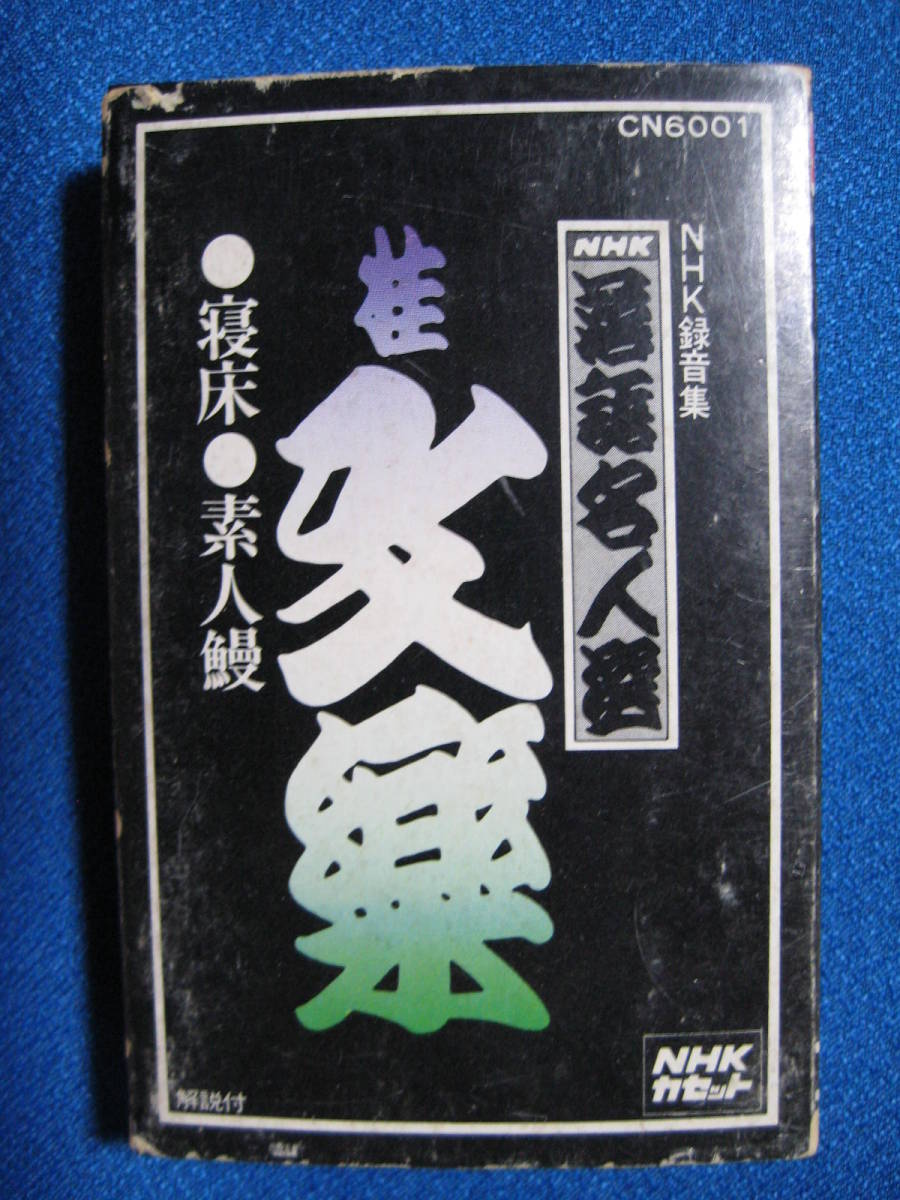 CN6001
NHK録音集
NHK
落語名人選
桂
文楽
●寝床●素人鰻
解説付
NHK
カセット